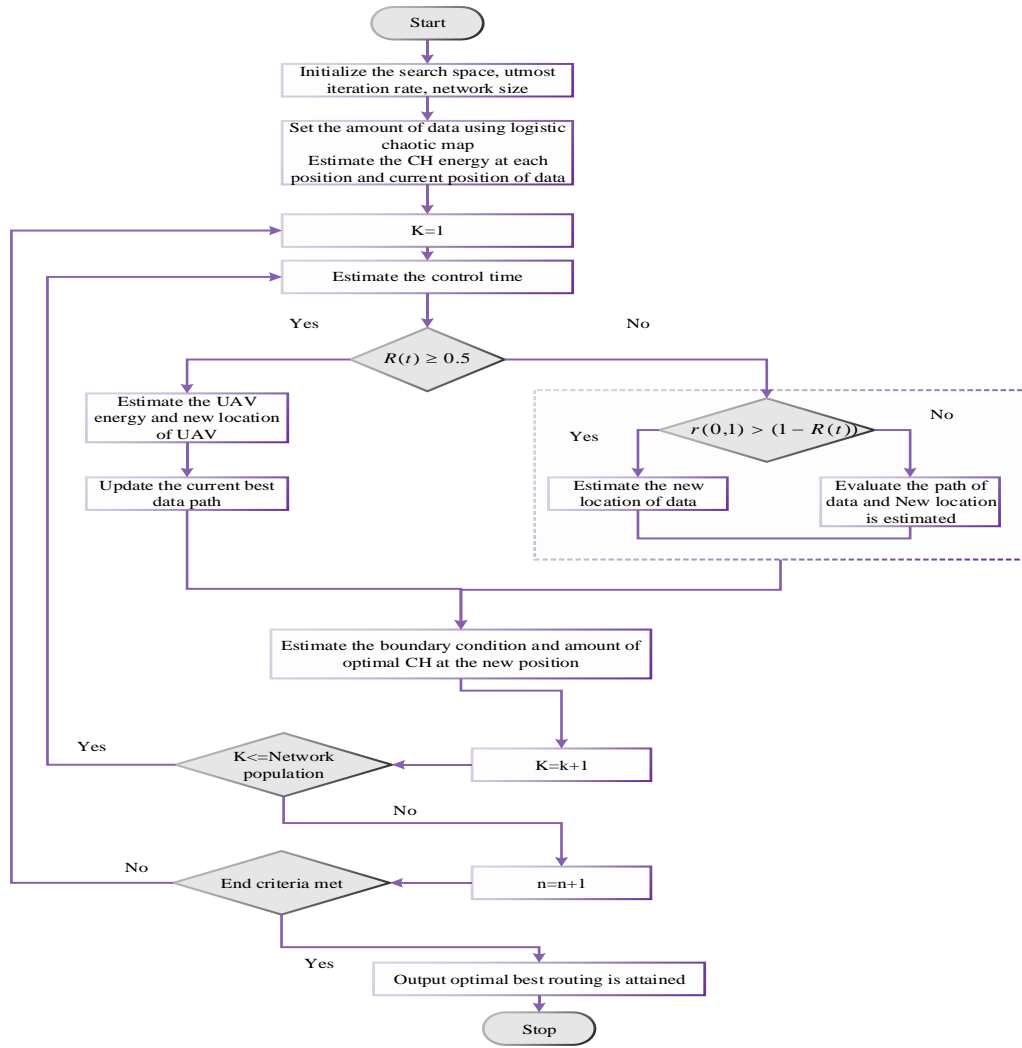 Start
Initialize the search space, utmost
iteration rate, network size
Set the amount of data using logistic
chaotic map
Estimate the CH energy at each
position and current position of data
K=1
Estimate the control time
Yes
No
R(t) ≥ 0.5
Estimate the UAV
energy and new location
of UAV
Update the current best
data path
r(0,1) > (1 − R(t))
Yes
No
Estimate the new
location of data
Evaluate the path of
data and New location
is estimated
Estimate the boundary condition and amount of
optimal CH at the new position
Yes
K<=Network
population
K=k+1
No
No
End criteria met
n=n+1
Yes
Output optimal best routing is attained
Stop